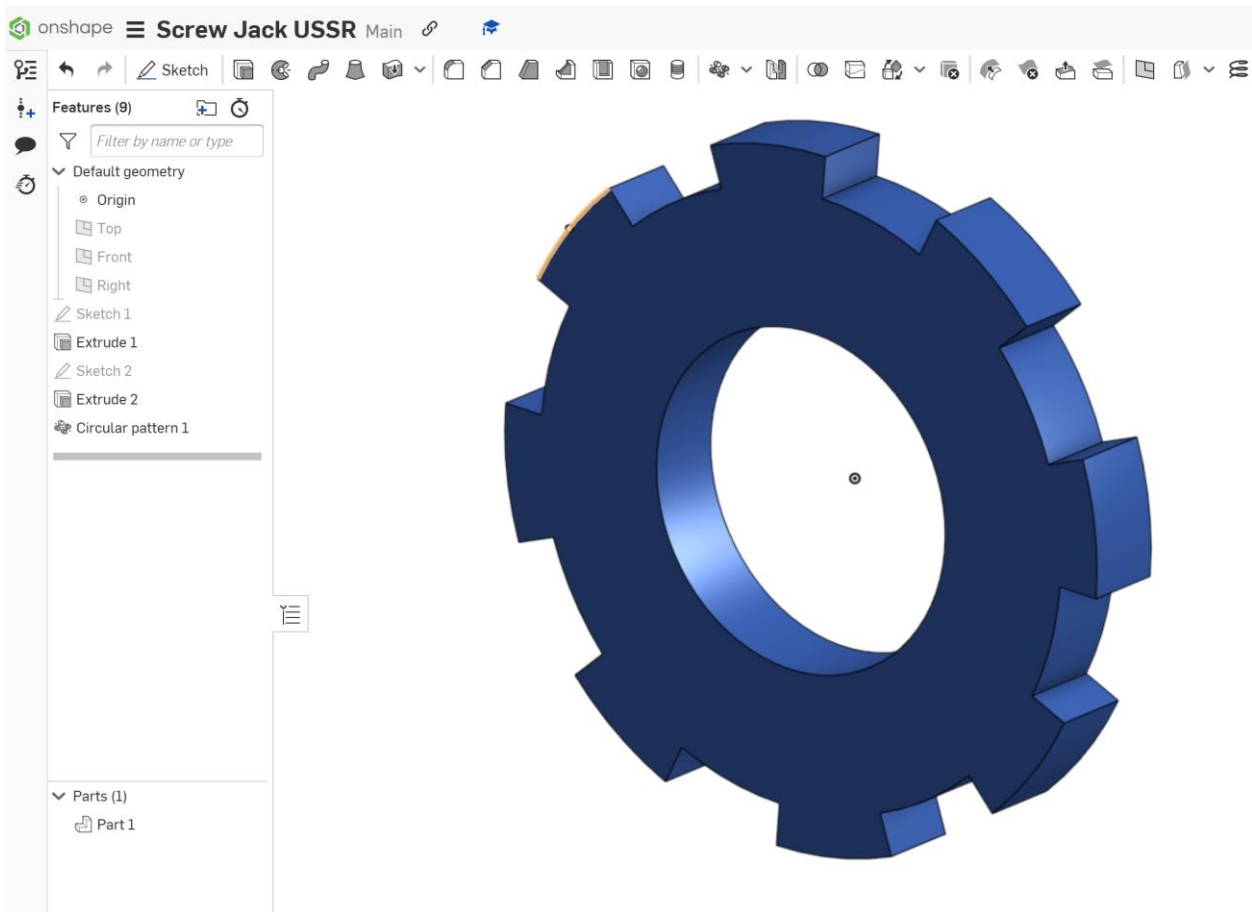 onshape Screw Jack USSR Main
Sketch
Features (9)
Filter by name or type
Default geometry
Origin
Top
Front
Right
Sketch 1
Extrude 1
Sketch 2
Extrude 2
Circular pattern 1
Parts (1)
Part 1